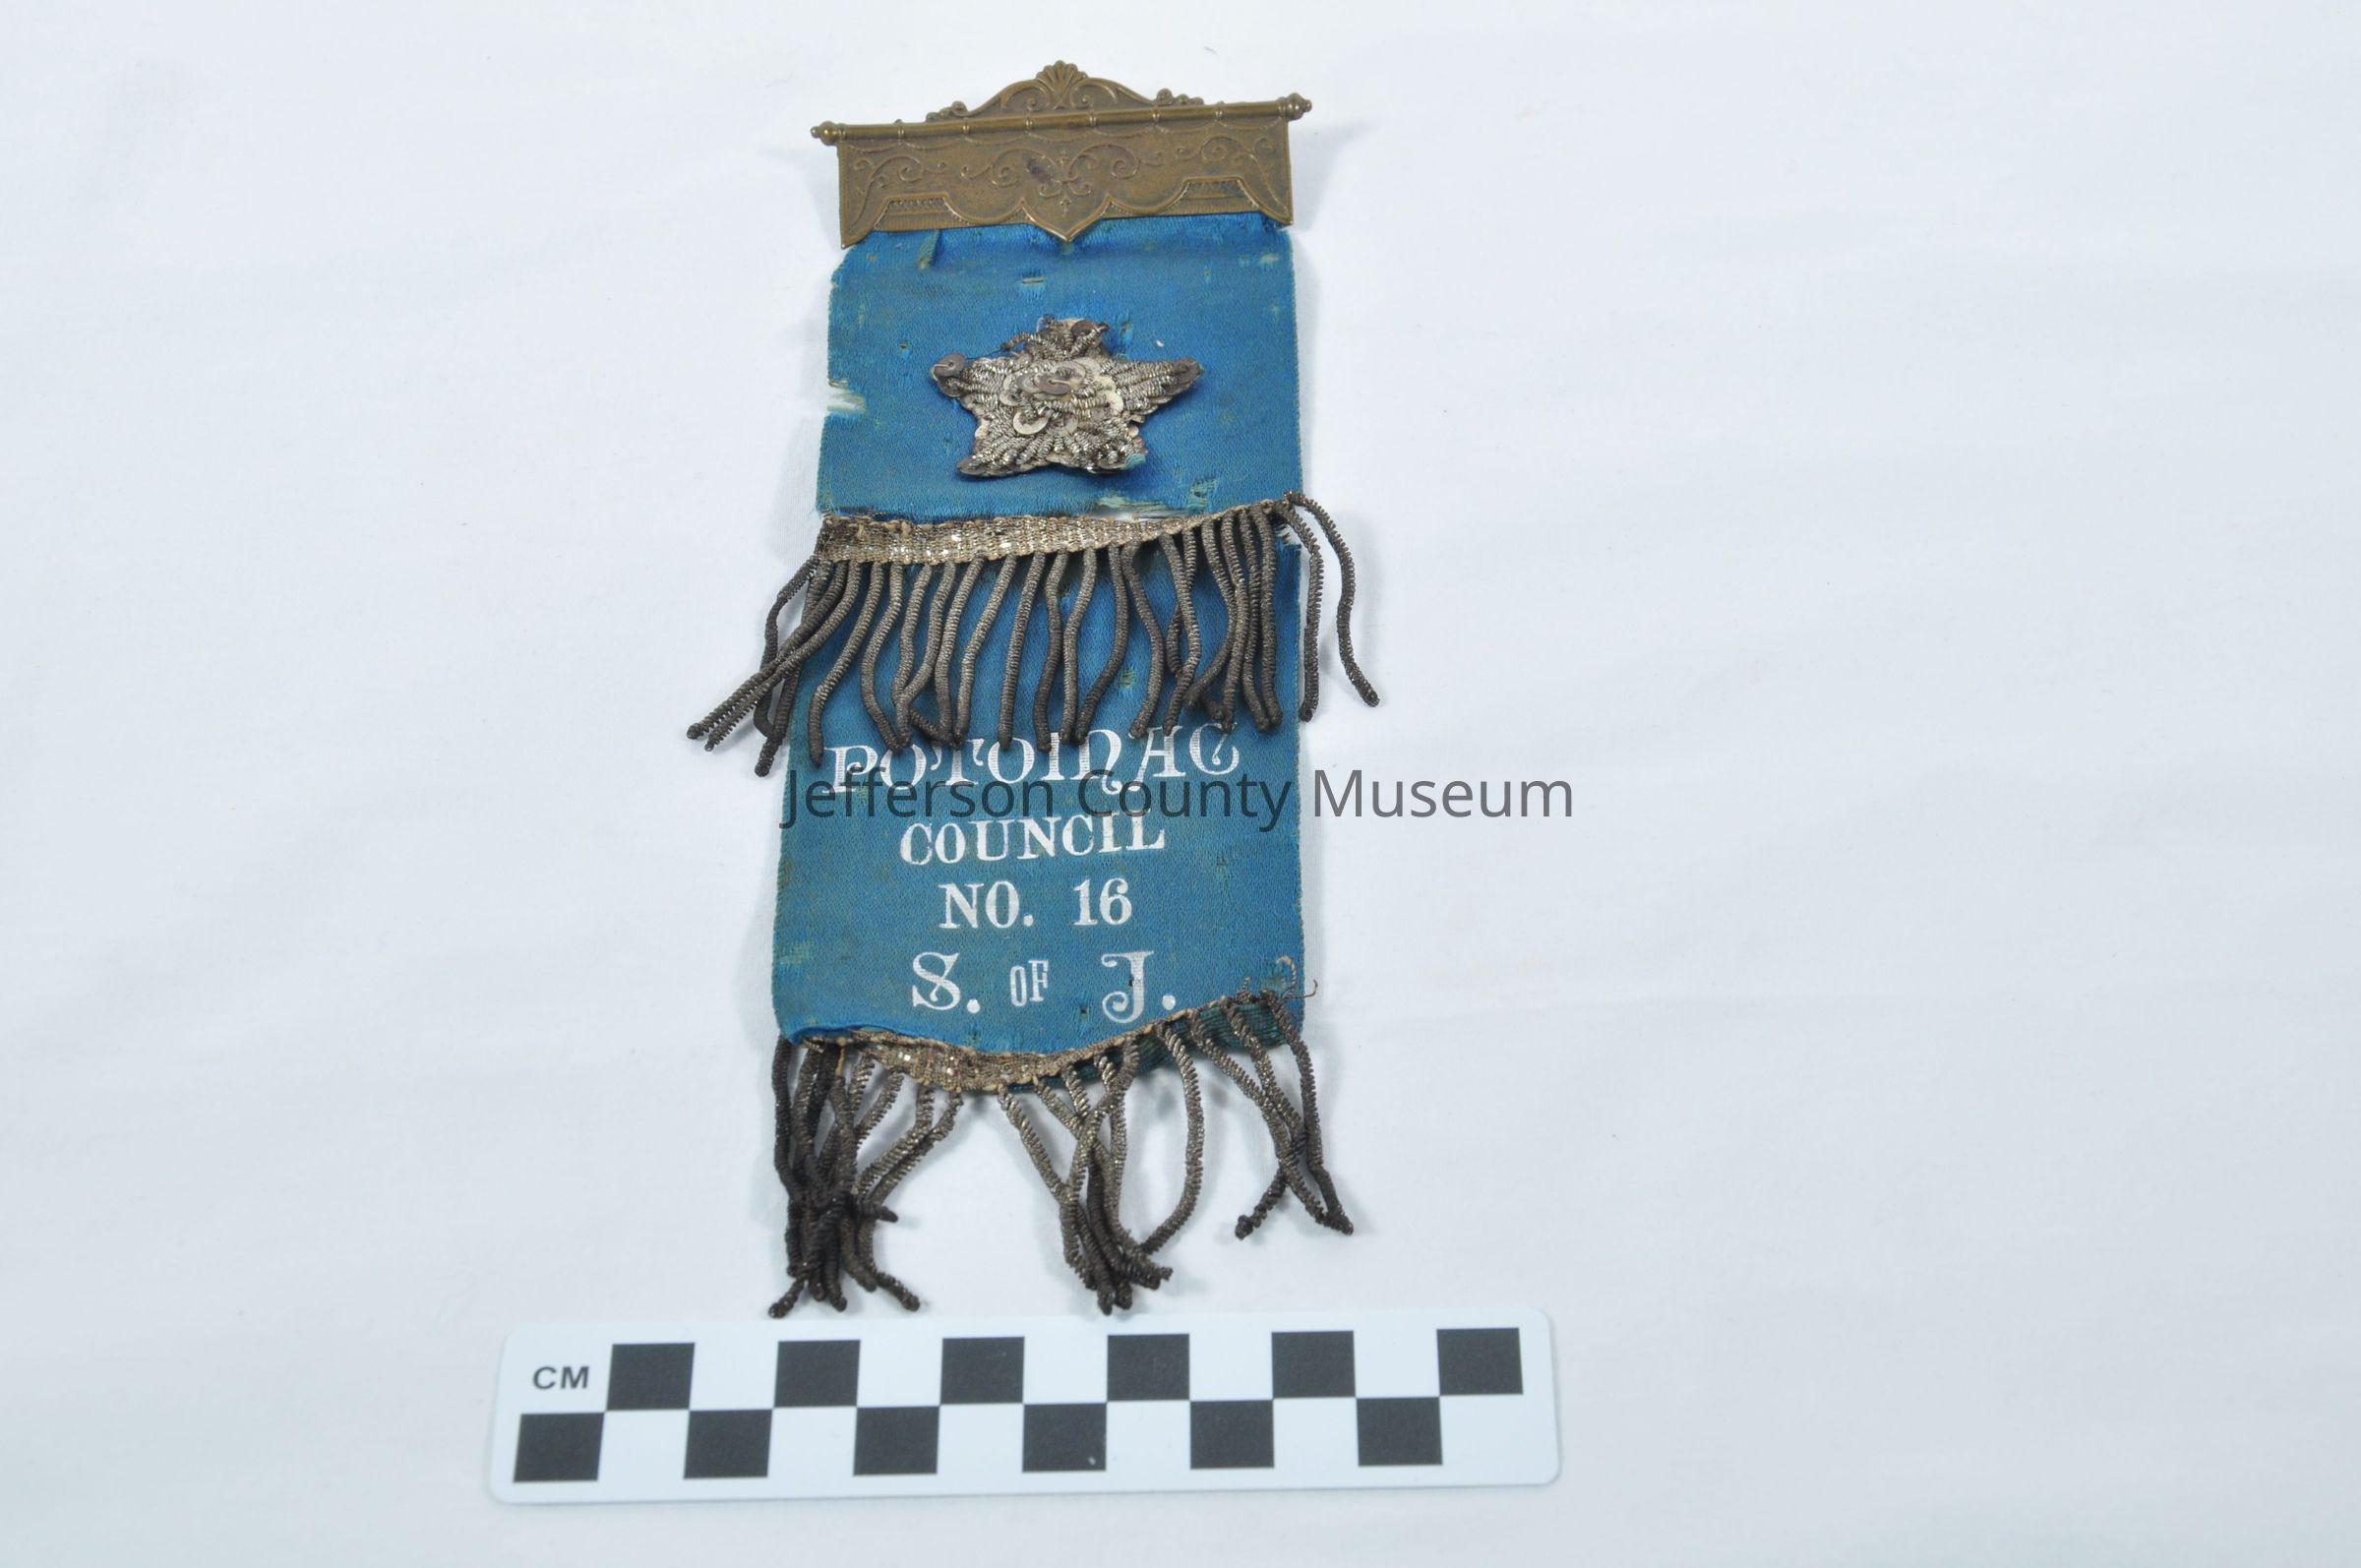 POTOMAC
Jefferson County Museum
COUNCIL
NO. 16
S. OF J.
CM